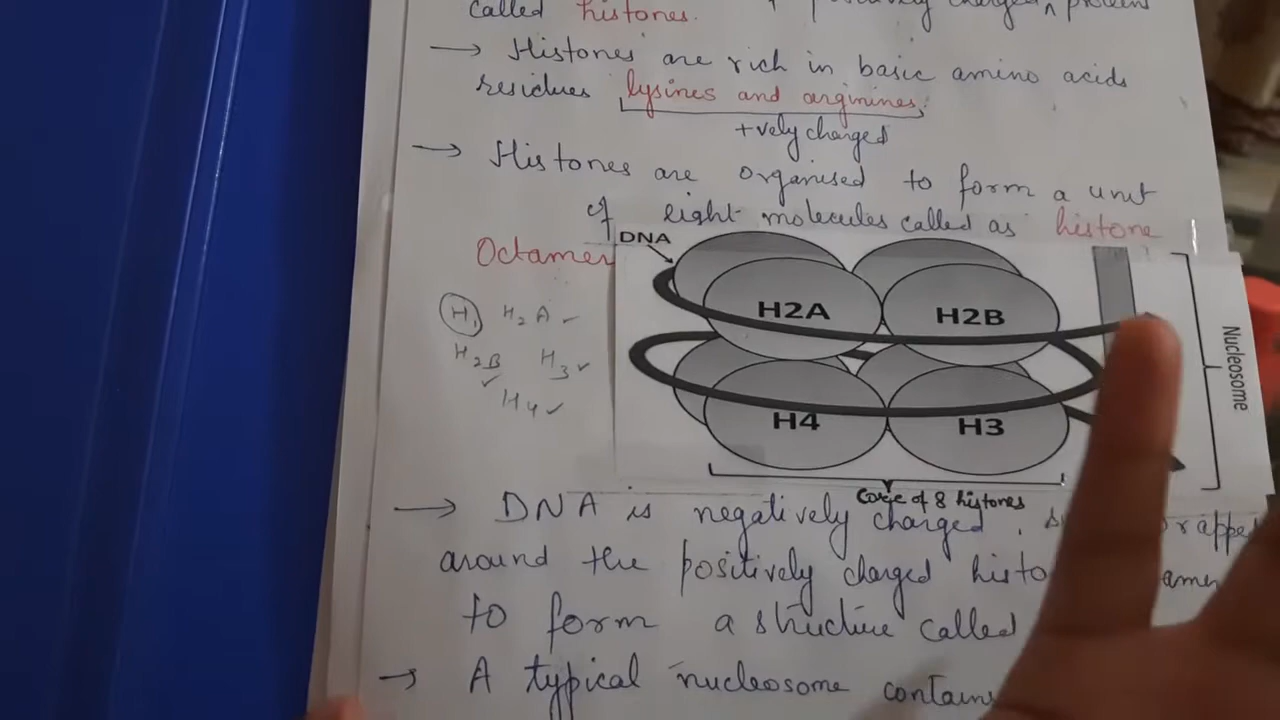 called histones.
→ Histones are rich in basic amino acids
residues lysines and arginines.
+vely charged
→ Histones are organised to form a unit
of eight molecules called as histone
Octamer
DNA
H2A H2B
H4 H3
Nucleosome
H1 H2A ✓
H2B ✓ H3 ✓
H4 ✓
Core of 8 histones
→ DNA is negatively charged,
around the positively charged
to form a structure called
→ A typical nucleosome